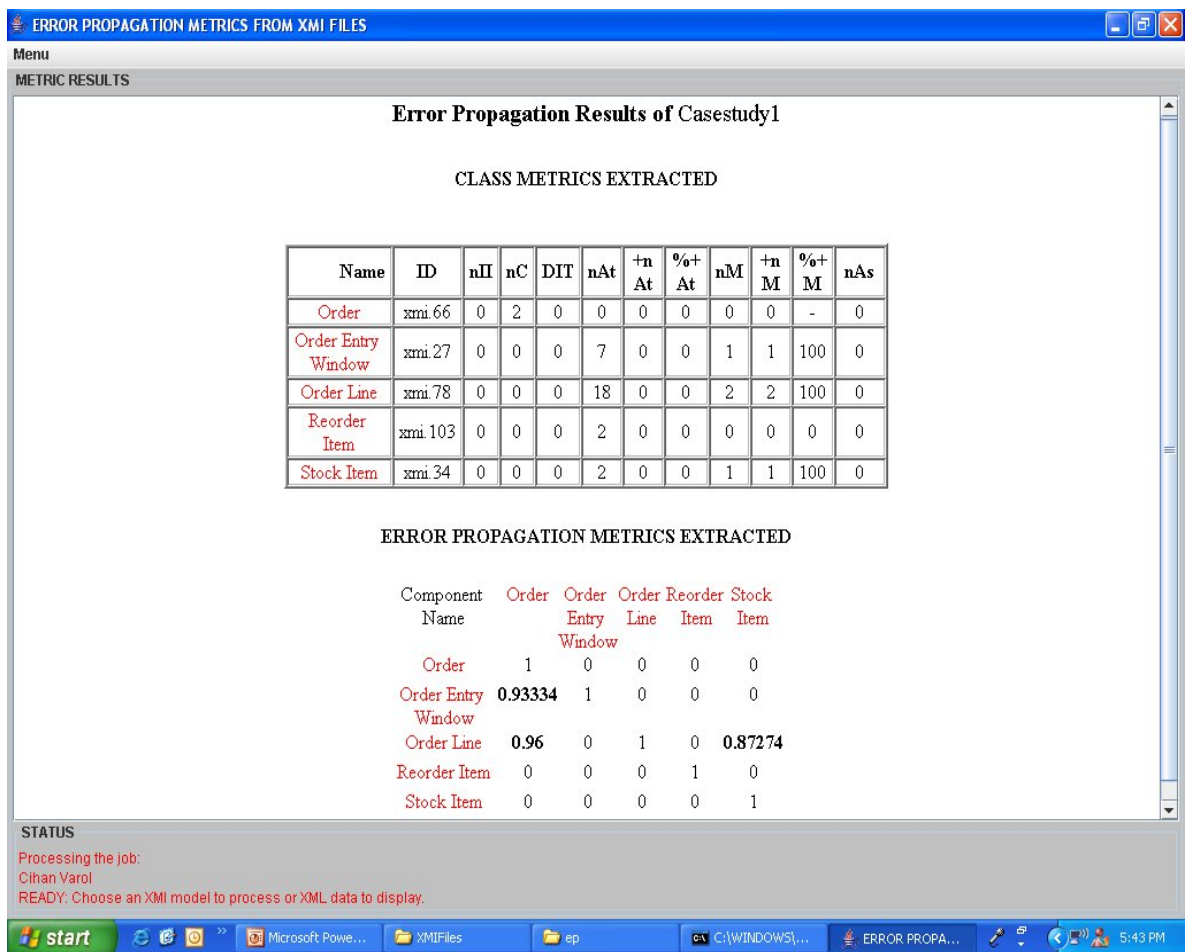 ERROR PROPAGATION METRICS FROM XMI FILES
Menu
METRIC RESULTS
Error Propagation Results of Casestudy1
CLASS METRICS EXTRACTED
Name ID nII nC DIT nAt +n At %+ At nM +n M %+ M nAs
Order xmi.66 0 2 0 0 0 0 0 0 - 0
Order Entry Window xmi.27 0 0 0 7 0 0 1 1 100 0
Order Line xmi.78 0 0 0 18 0 0 2 2 100 0
Reorder Item xmi.103 0 0 0 2 0 0 0 0 0 0
Stock Item xmi.34 0 0 0 2 0 0 1 1 100 0
ERROR PROPAGATION METRICS EXTRACTED
Component Name Order Order Entry Window Order Line Reorder Item Stock Item
Order 1 0 0 0 0
Order Entry Window 0.93334 1 0 0 0
Order Line 0.96 0 1 0 0.87274
Reorder Item 0 0 0 1 0
Stock Item 0 0 0 0 1
STATUS
Processing the job:
Cihan Varol
READY: Choose an XMI model to process or XML data to display.
start Microsoft Powe... XMIFiles ep C:\WINDOWS\... ERROR PROPA... 5:43 PM